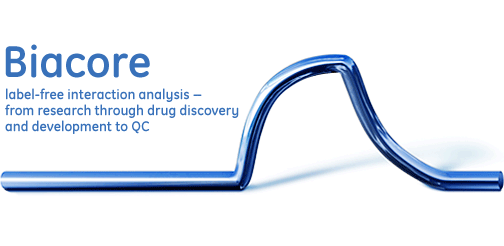 Biacore
label-free interaction analysis –
from research through drug discovery
and development to QC